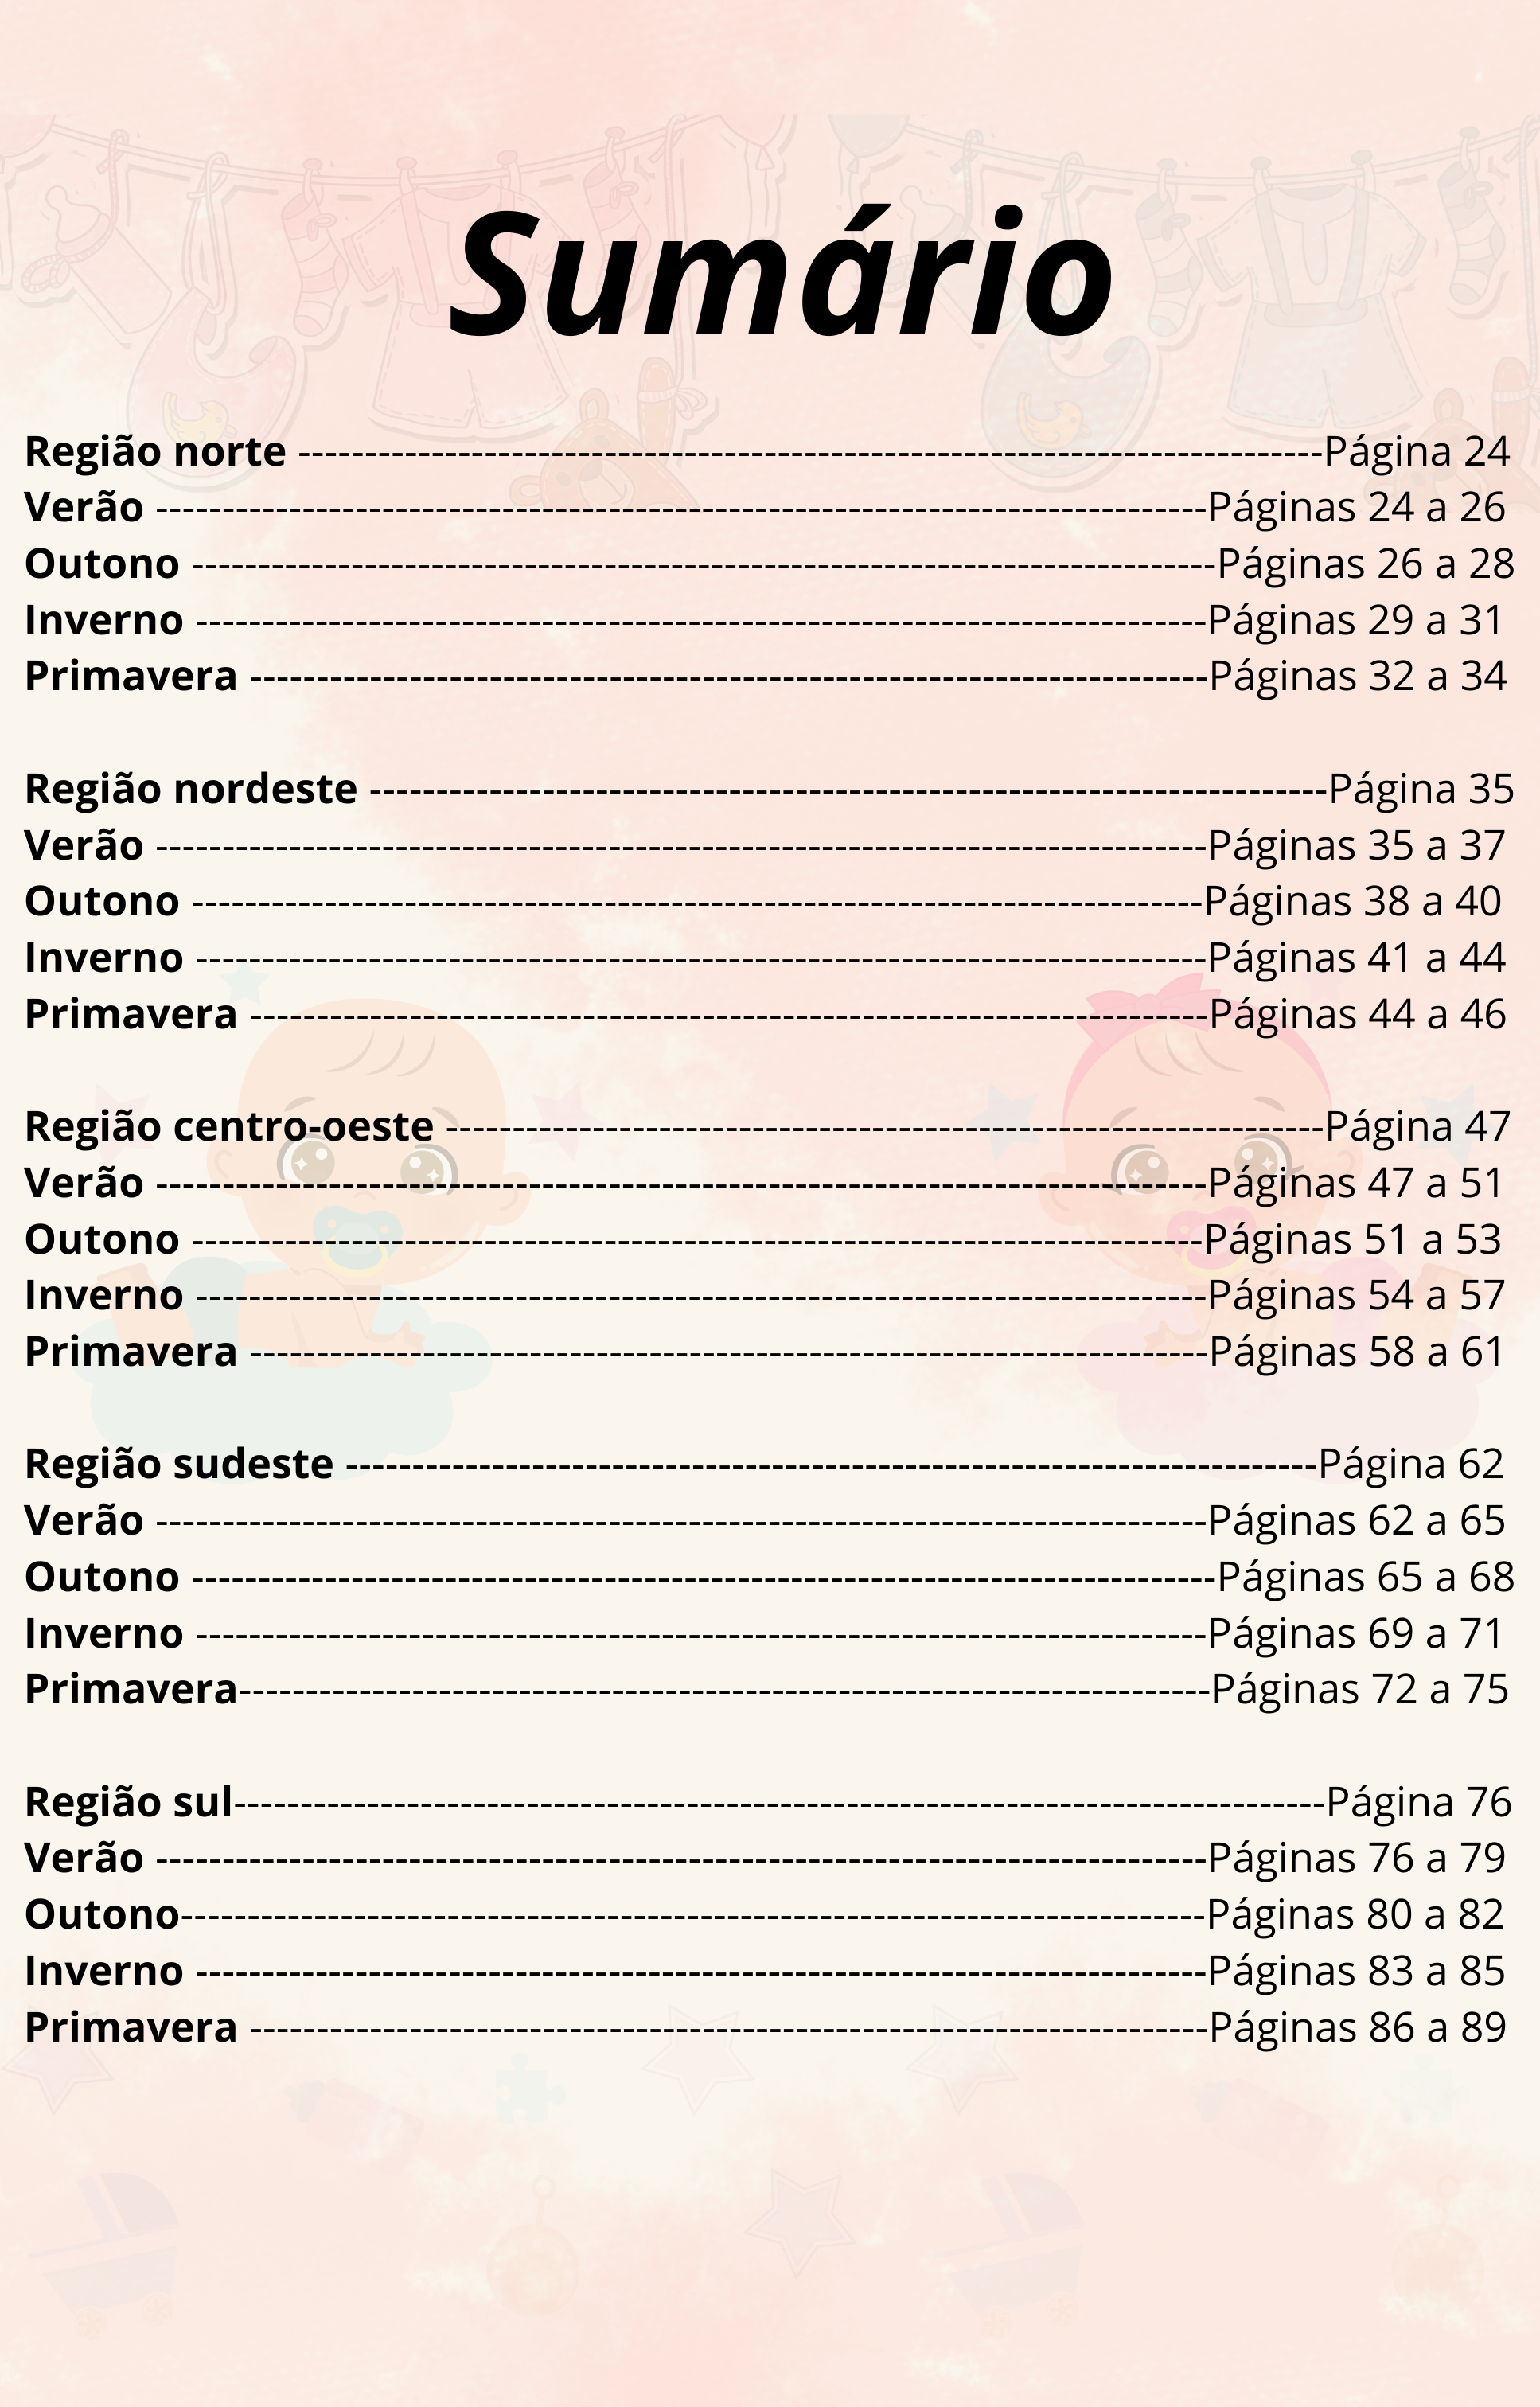 Sumário
Região norte -----------------------------------------------------------------------------Página 24
Verão -------------------------------------------------------------------------------Páginas 24 a 26
Outono -----------------------------------------------------------------------------Páginas 26 a 28
Inverno ----------------------------------------------------------------------------Páginas 29 a 31
Primavera ------------------------------------------------------------------------Páginas 32 a 34
Região nordeste ------------------------------------------------------------------------Página 35
Verão -------------------------------------------------------------------------------Páginas 35 a 37
Outono ----------------------------------------------------------------------------Páginas 38 a 40
Inverno ----------------------------------------------------------------------------Páginas 41 a 44
Primavera ------------------------------------------------------------------------Páginas 44 a 46
Região centro-oeste ------------------------------------------------------------------Página 47
Verão -------------------------------------------------------------------------------Páginas 47 a 51
Outono ----------------------------------------------------------------------------Páginas 51 a 53
Inverno ----------------------------------------------------------------------------Páginas 54 a 57
Primavera ------------------------------------------------------------------------Páginas 58 a 61
Região sudeste -------------------------------------------------------------------------Página 62
Verão -------------------------------------------------------------------------------Páginas 62 a 65
Outono -----------------------------------------------------------------------------Páginas 65 a 68
Inverno ----------------------------------------------------------------------------Páginas 69 a 71
Primavera-------------------------------------------------------------------------Páginas 72 a 75
Região sul----------------------------------------------------------------------------------Página 76
Verão -------------------------------------------------------------------------------Páginas 76 a 79
Outono-----------------------------------------------------------------------------Páginas 80 a 82
Inverno ----------------------------------------------------------------------------Páginas 83 a 85
Primavera ------------------------------------------------------------------------Páginas 86 a 89